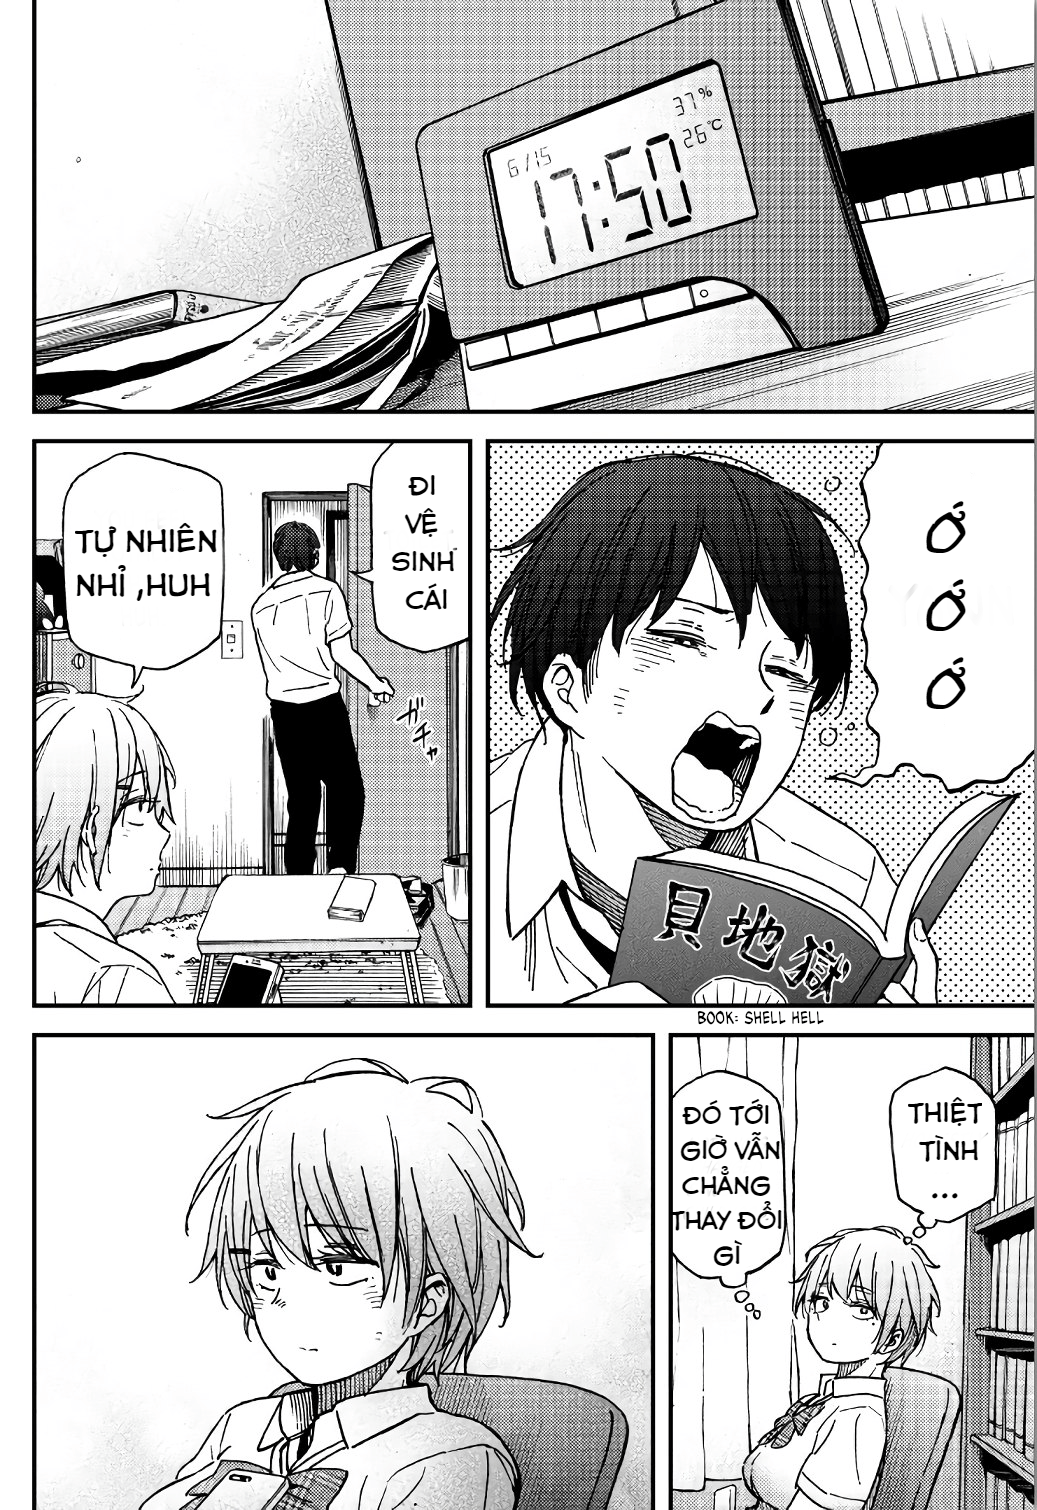 37%
26°C
6/15
17:50
Ớ
Ớ
Ớ
貝地獄
BOOK: SHELL HELL
ĐI
VỆ
SINH
CÁI
ガチャ
TỰ NHIÊN
NHỈ ,HUH
THIỆT
TÌNH
...
ĐÓ TỚI
GIỜ VẪN
CHẲNG
THAY ĐỔI
GÌ